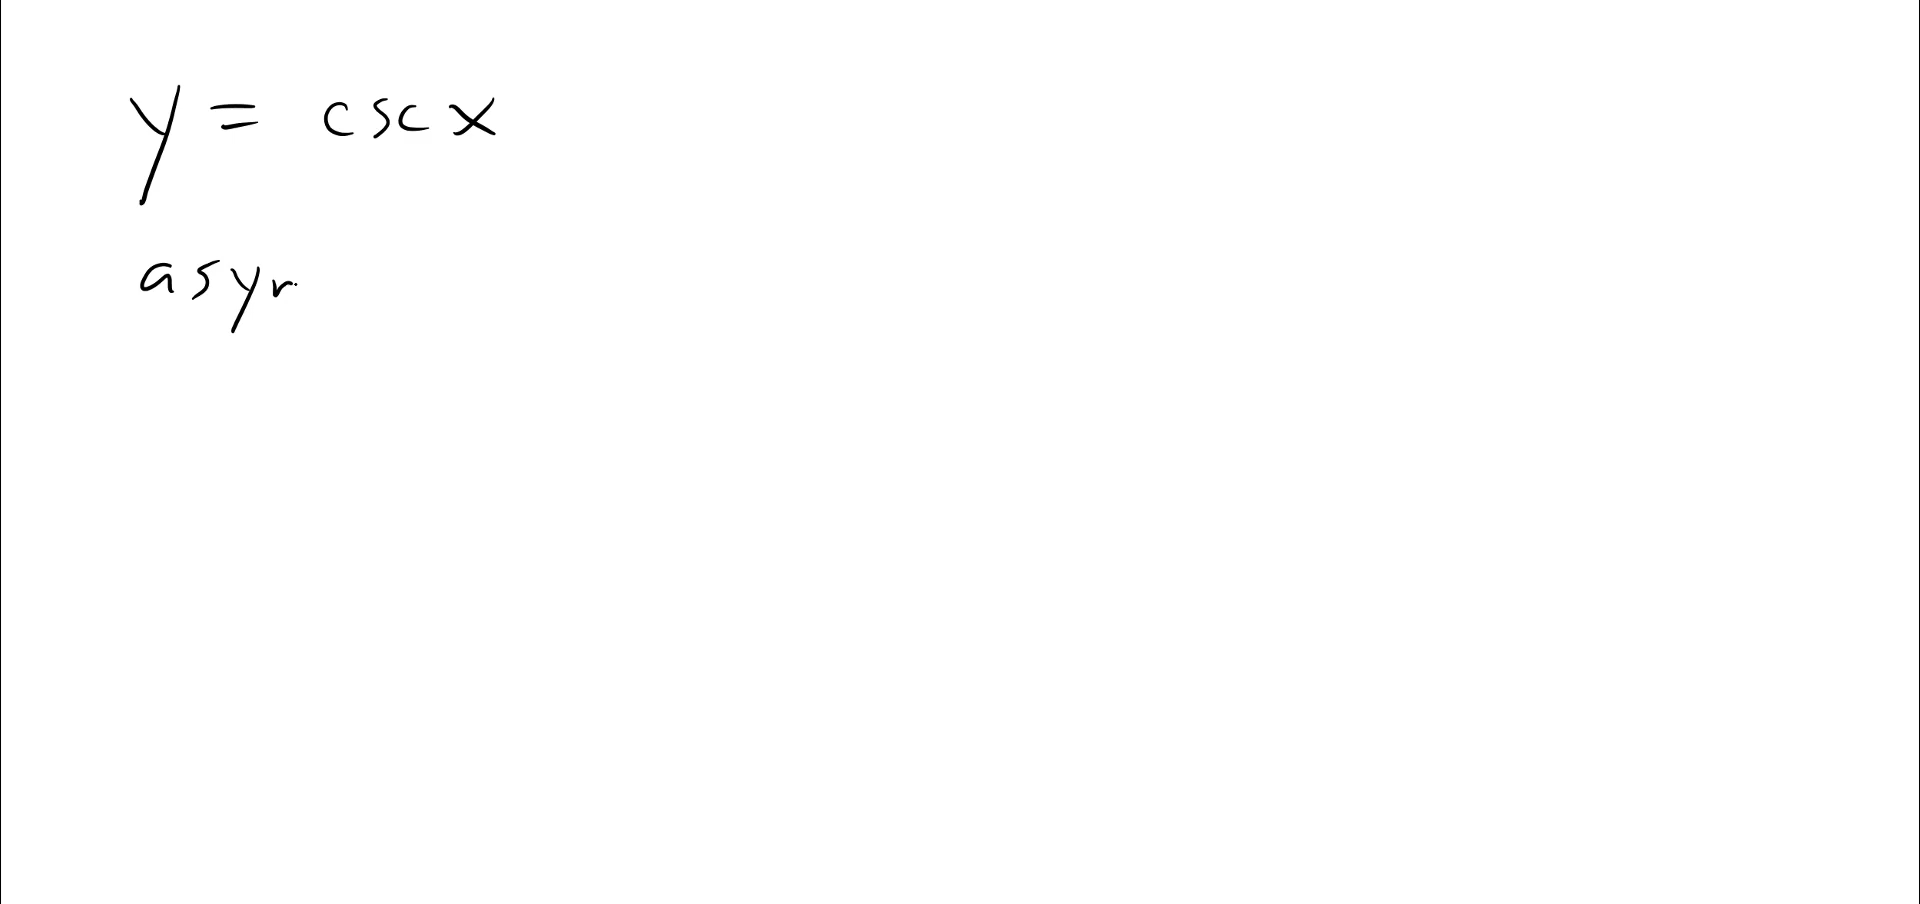 y = csc x
asyr